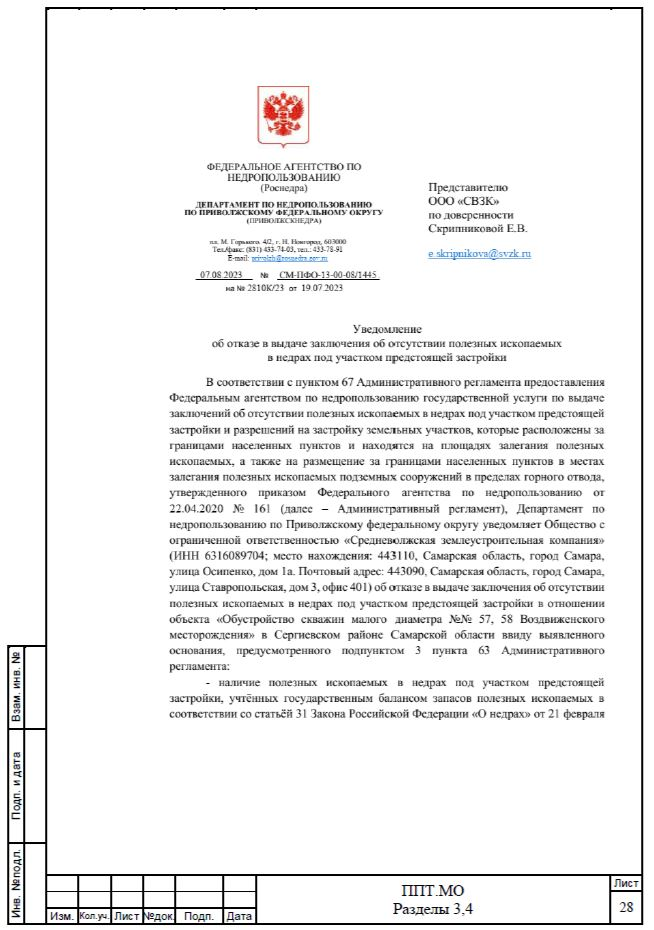 ФЕДЕРАЛЬНОЕ АГЕНТСТВО ПО
НЕДРОПОЛЬЗОВАНИЮ
(Роснедра)
ДЕПАРТАМЕНТ ПО НЕДРОПОЛЬЗОВАНИЮ
ПО ПРИВОЛЖСКОМУ ФЕДЕРАЛЬНОМУ ОКРУГУ
(ПРИВОЛЖСКНЕДРА)
пл. М. Горького, 4/2, г. Н. Новгород, 603000
Тел./факс: (831) 433-74-03, тел.: 433-78-91
E-mail: privolzh@rosnedra.gov.ru
07.08.2023 № СМ-ПФО-13-00-08/1445
на № 2810К/23 от 19.07.2023
Представителю
ООО «СВЗК»
по доверенности
Скрипниковой Е.В.
e.skripnikova@svzk.ru
Уведомление
об отказе в выдаче заключения об отсутствии полезных ископаемых
в недрах под участком предстоящей застройки
В соответствии с пунктом 67 Административного регламента предоставления
Федеральным агентством по недропользованию государственной услуги по выдаче
заключений об отсутствии полезных ископаемых в недрах под участком предстоящей
застройки и разрешений на застройку земельных участков, которые расположены за
границами населенных пунктов и находятся на площадях залегания полезных
ископаемых, а также на размещение за границами населенных пунктов в местах
залегания полезных ископаемых подземных сооружений в пределах горного отвода,
утвержденного приказом Федерального агентства по недропользованию от
22.04.2020 № 161 (далее – Административный регламент), Департамент по
недропользованию по Приволжскому федеральному округу уведомляет Общество с
ограниченной ответственностью «Средневолжская землеустроительная компания»
(ИНН 6316089704; место нахождения: 443110, Самарская область, город Самара,
улица Осипенко, дом 1а. Почтовый адрес: 443090, Самарская область, город Самара,
улица Ставропольская, дом 3, офис 401) об отказе в выдаче заключения об отсутствии
полезных ископаемых в недрах под участком предстоящей застройки в отношении
объекта «Обустройство скважин малого диаметра №№ 57, 58 Воздвиженского
месторождения» в Сергиевском районе Самарской области ввиду выявленного
основания, предусмотренного подпунктом 3 пункта 63 Административного
регламента:
- наличие полезных ископаемых в недрах под участком предстоящей
застройки, учтённых государственным балансом запасов полезных ископаемых в
соответствии со статьёй 31 Закона Российской Федерации «О недрах» от 21 февраля
Взам. инв. №
Подп. и дата
Инв. №подл.
Изм. Кол.уч. Лист №док. Подп. Дата
ППТ.МО
Разделы 3,4
Лист
28